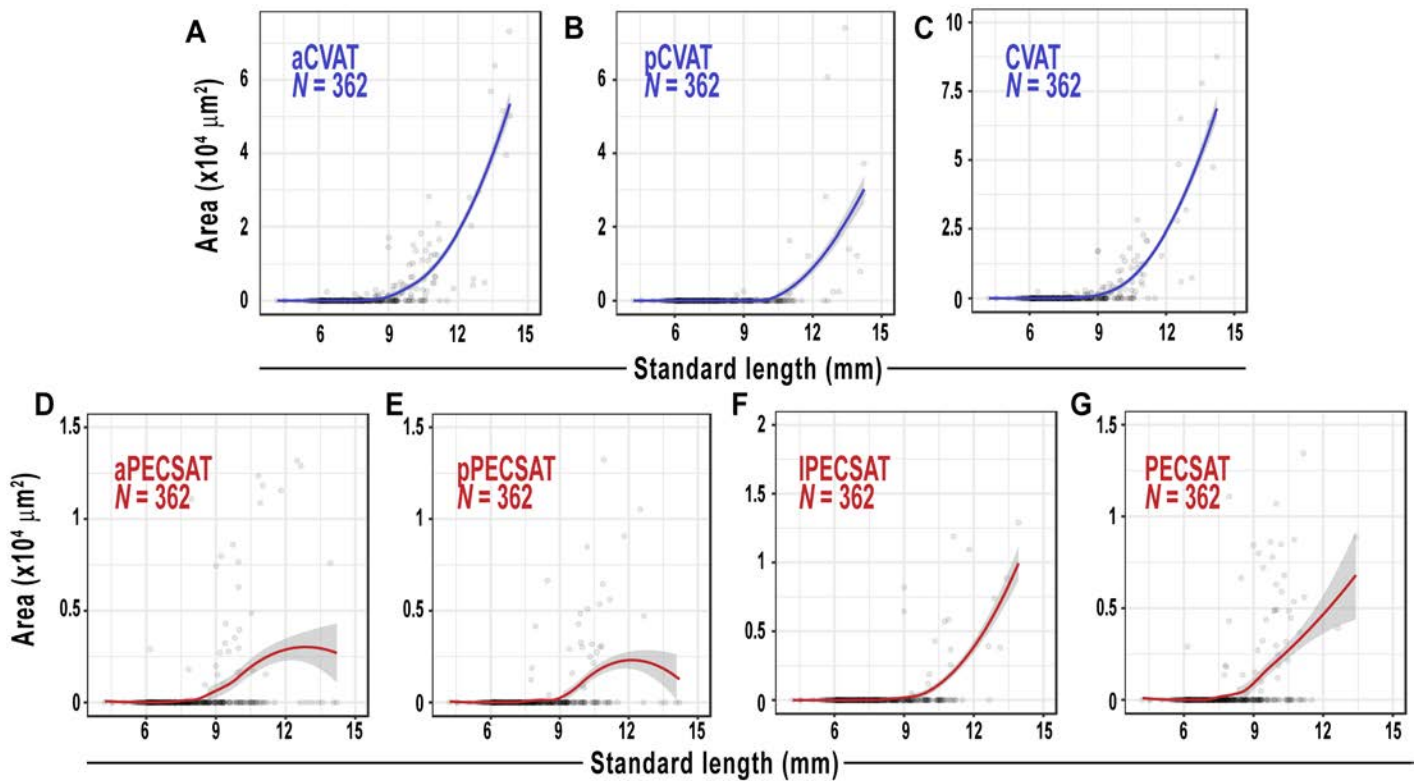 A
B
C
aCVAT
N = 362
pCVAT
N = 362
CVAT
N = 362
Area (x10⁴ µm²)
6
4
2
0
6
4
2
0
10
7.5
5
2.5
0
6 9 12 15
6 9 12 15
6 9 12 15
Standard length (mm)
D
E
F
G
aPECSAT
N = 362
pPECSAT
N = 362
lPECSAT
N = 362
PECSAT
N = 362
Area (x10⁴ µm²)
1.5
1
0.5
0
1.5
1
0.5
0
2
1.5
1
0.5
0
1.5
1
0.5
0
6 9 12 15
6 9 12 15
6 9 12 15
6 9 12 15
Standard length (mm)